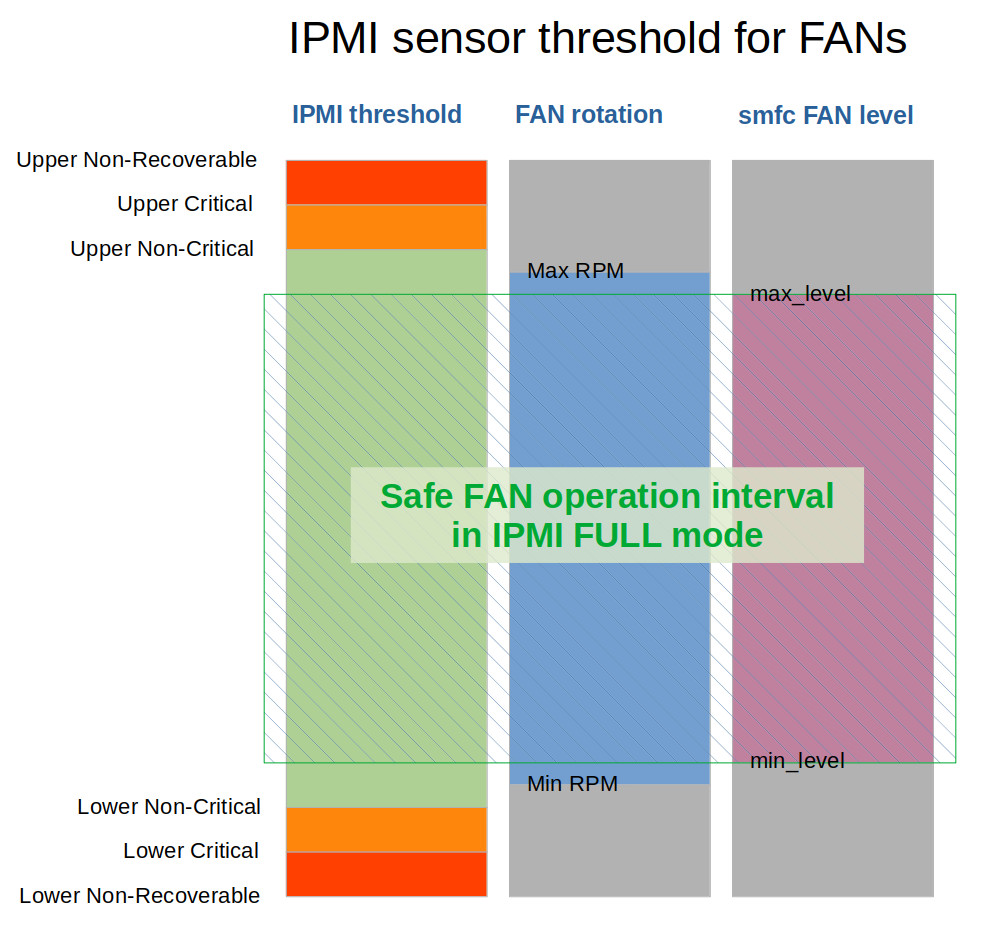 IPMI sensor threshold for FANs
IPMI threshold
FAN rotation
smfc FAN level
Upper Non-Recoverable
Upper Critical
Upper Non-Critical
Max RPM
max_level
Safe FAN operation interval
in IPMI FULL mode
min_level
Min RPM
Lower Non-Critical
Lower Critical
Lower Non-Recoverable